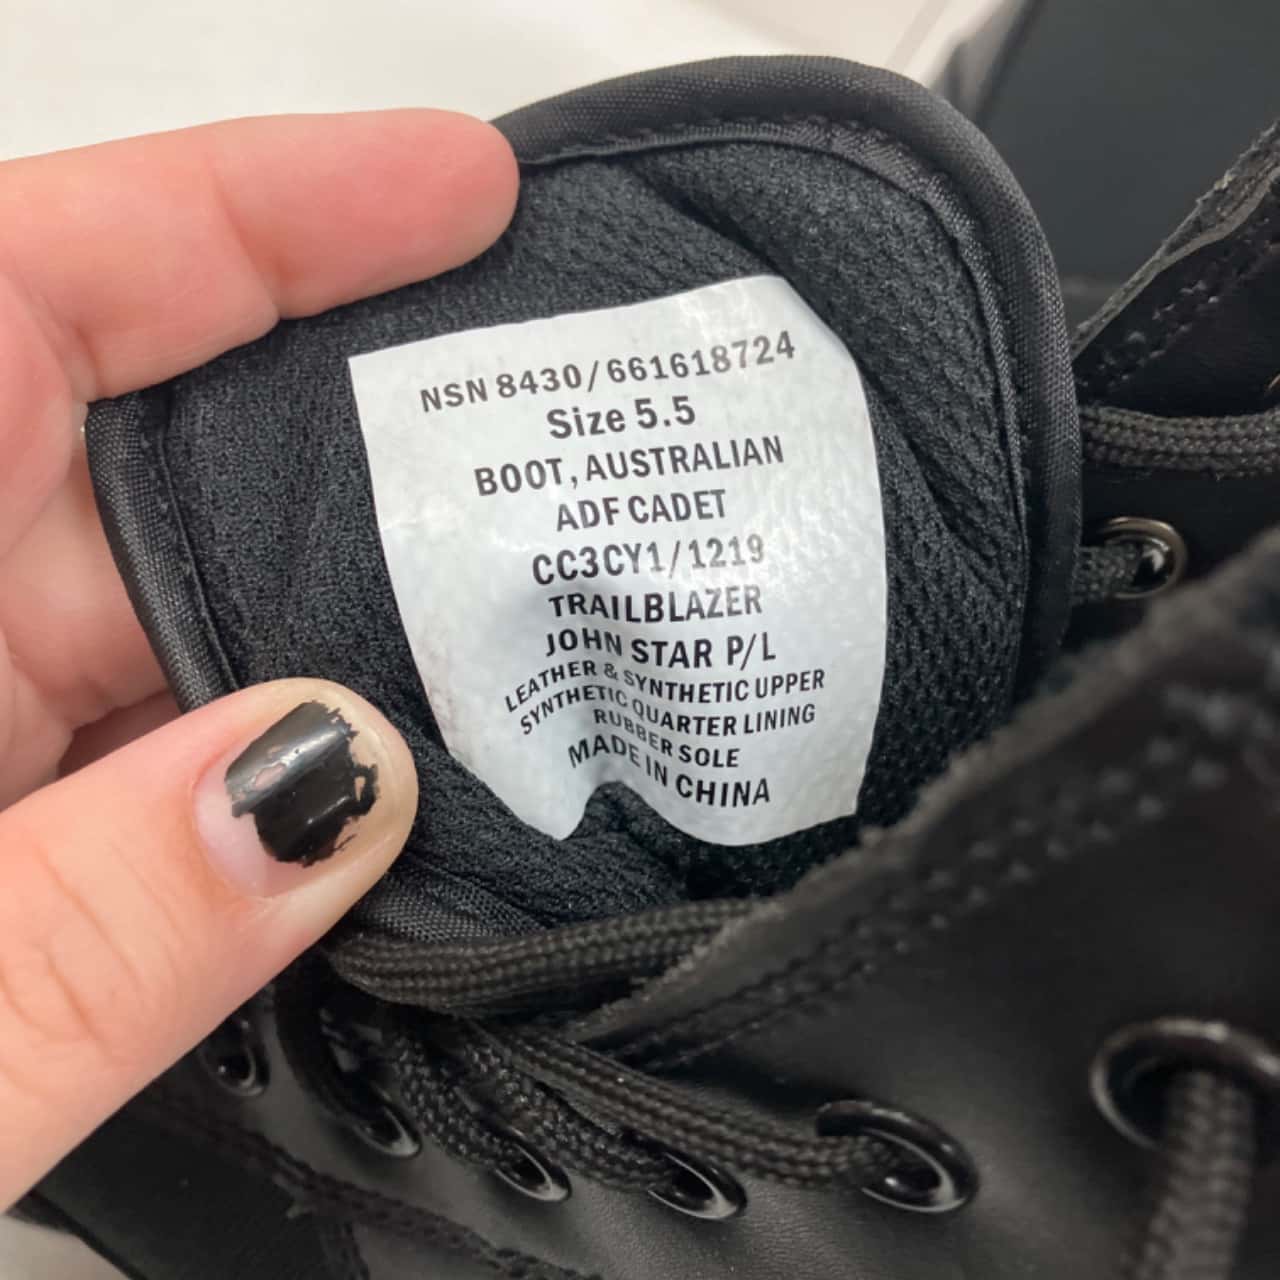 NSN 8430/661618724
Size 5.5
BOOT, AUSTRALIAN
ADF CADET
CC3CY1/1219
TRAILBLAZER
JOHN STAR P/L
LEATHER & SYNTHETIC UPPER
SYNTHETIC QUARTER LINING
RUBBER SOLE
MADE IN CHINA